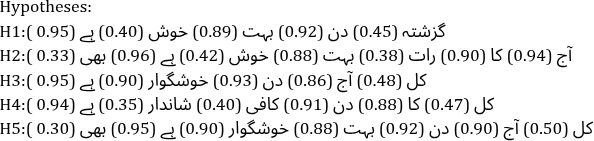 Hypotheses:
H1: گزشتہ (0.45) دن (0.92) بہت (0.89) خوش (0.40) ہے (0.95)
H2: آج (0.94) کا (0.90) رات (0.38) بہت (0.88) خوش (0.42) ہے (0.96) بھی (0.33)
H3: کل (0.48) آج (0.86) دن (0.93) خوشگوار (0.90) ہے (0.95)
H4: کل (0.47) کا (0.88) دن (0.91) کافی (0.40) شاندار (0.35) ہے (0.94)
H5: کل (0.50) آج (0.90) دن (0.92) بہت (0.88) خوشگوار (0.90) ہے (0.95) بھی (0.30)